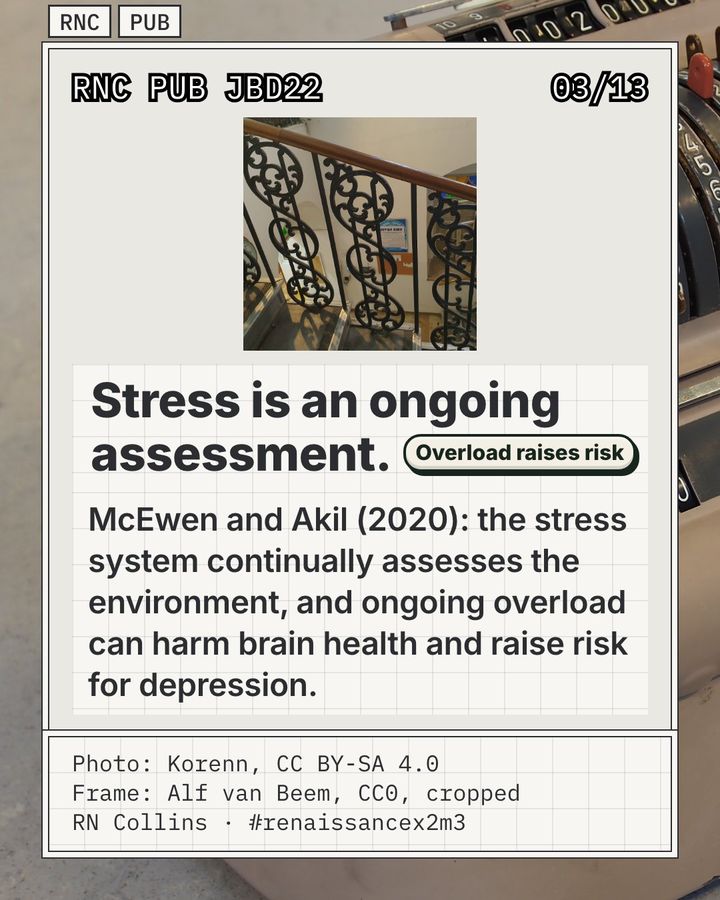 RNC PUB
RNC PUB JBD22 03/13
Stress is an ongoing
assessment. Overload raises risk
McEwen and Akil (2020): the stress
system continually assesses the
environment, and ongoing overload
can harm brain health and raise risk
for depression.
Photo: Korenn, CC BY-SA 4.0
Frame: Alf van Beem, CC0, cropped
RN Collins · #renaissancex2m3